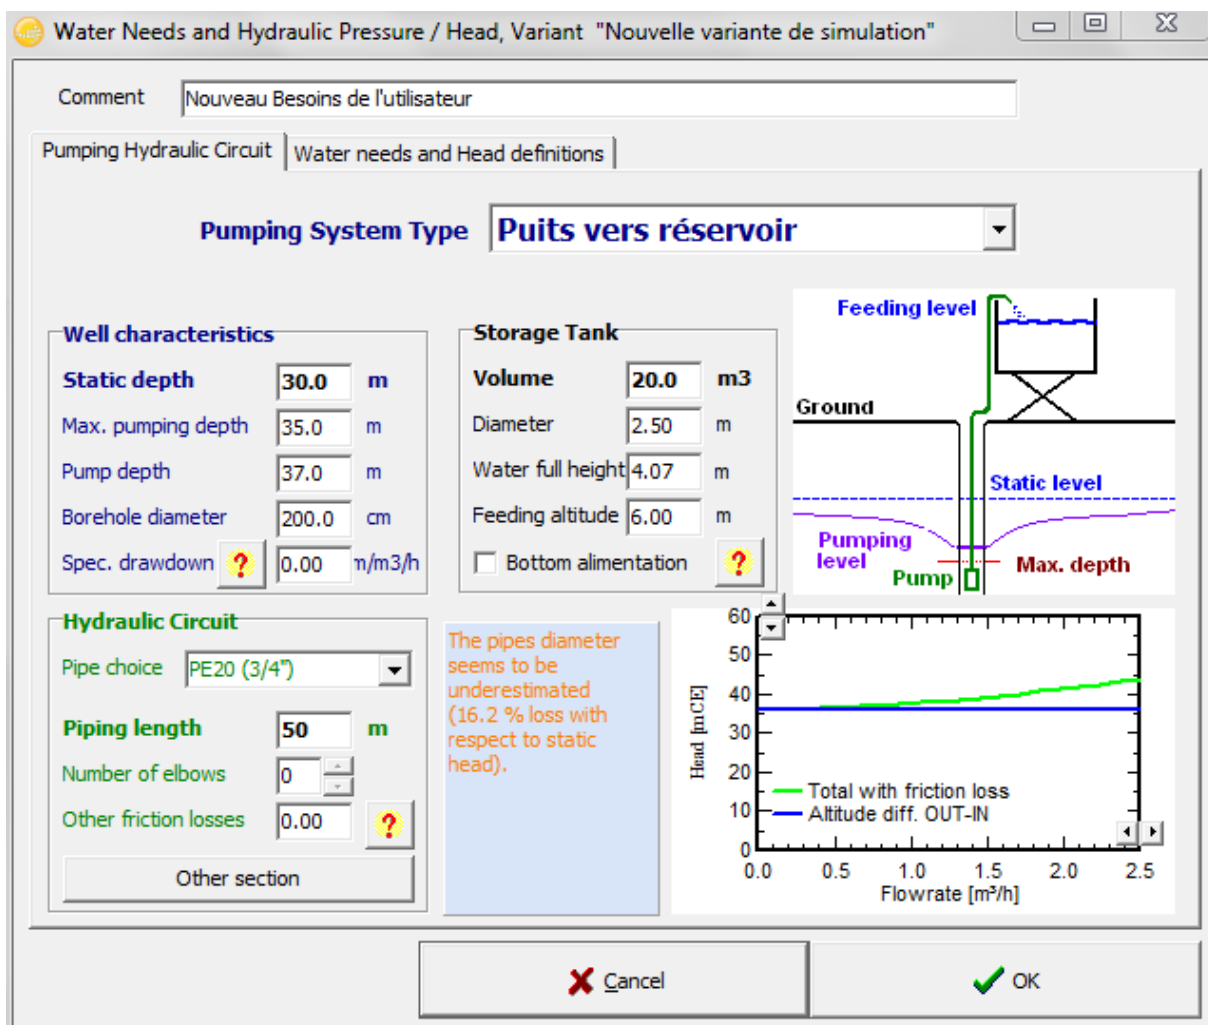 Water Needs and Hydraulic Pressure / Head, Variant "Nouvelle variante de simulation"
Comment Nouveau Besoins de l'utilisateur
Pumping Hydraulic Circuit Water needs and Head definitions
Pumping System Type Puits vers réservoir
Well characteristics
Static depth 30.0 m
Max. pumping depth 35.0 m
Pump depth 37.0 m
Borehole diameter 200.0 cm
Spec. drawdown ? 0.00 m/m3/h
Storage Tank
Volume 20.0 m3
Diameter 2.50 m
Water full height 4.07 m
Feeding altitude 6.00 m
Bottom alimentation ?
Feeding level
Ground
Static level
Pumping
level
Max. depth
Pump
Hydraulic Circuit
Pipe choice PE20 (3/4")
Piping length 50 m
Number of elbows 0
Other friction losses 0.00 ?
Other section
The pipes diameter
seems to be
underestimated
(16.2 % loss with
respect to static
head).
Head [mCE]
60
50
40
30
20
10
0
Total with friction loss
Altitude diff. OUT-IN
0.0 0.5 1.0 1.5 2.0 2.5
Flowrate [m³/h]
Cancel OK